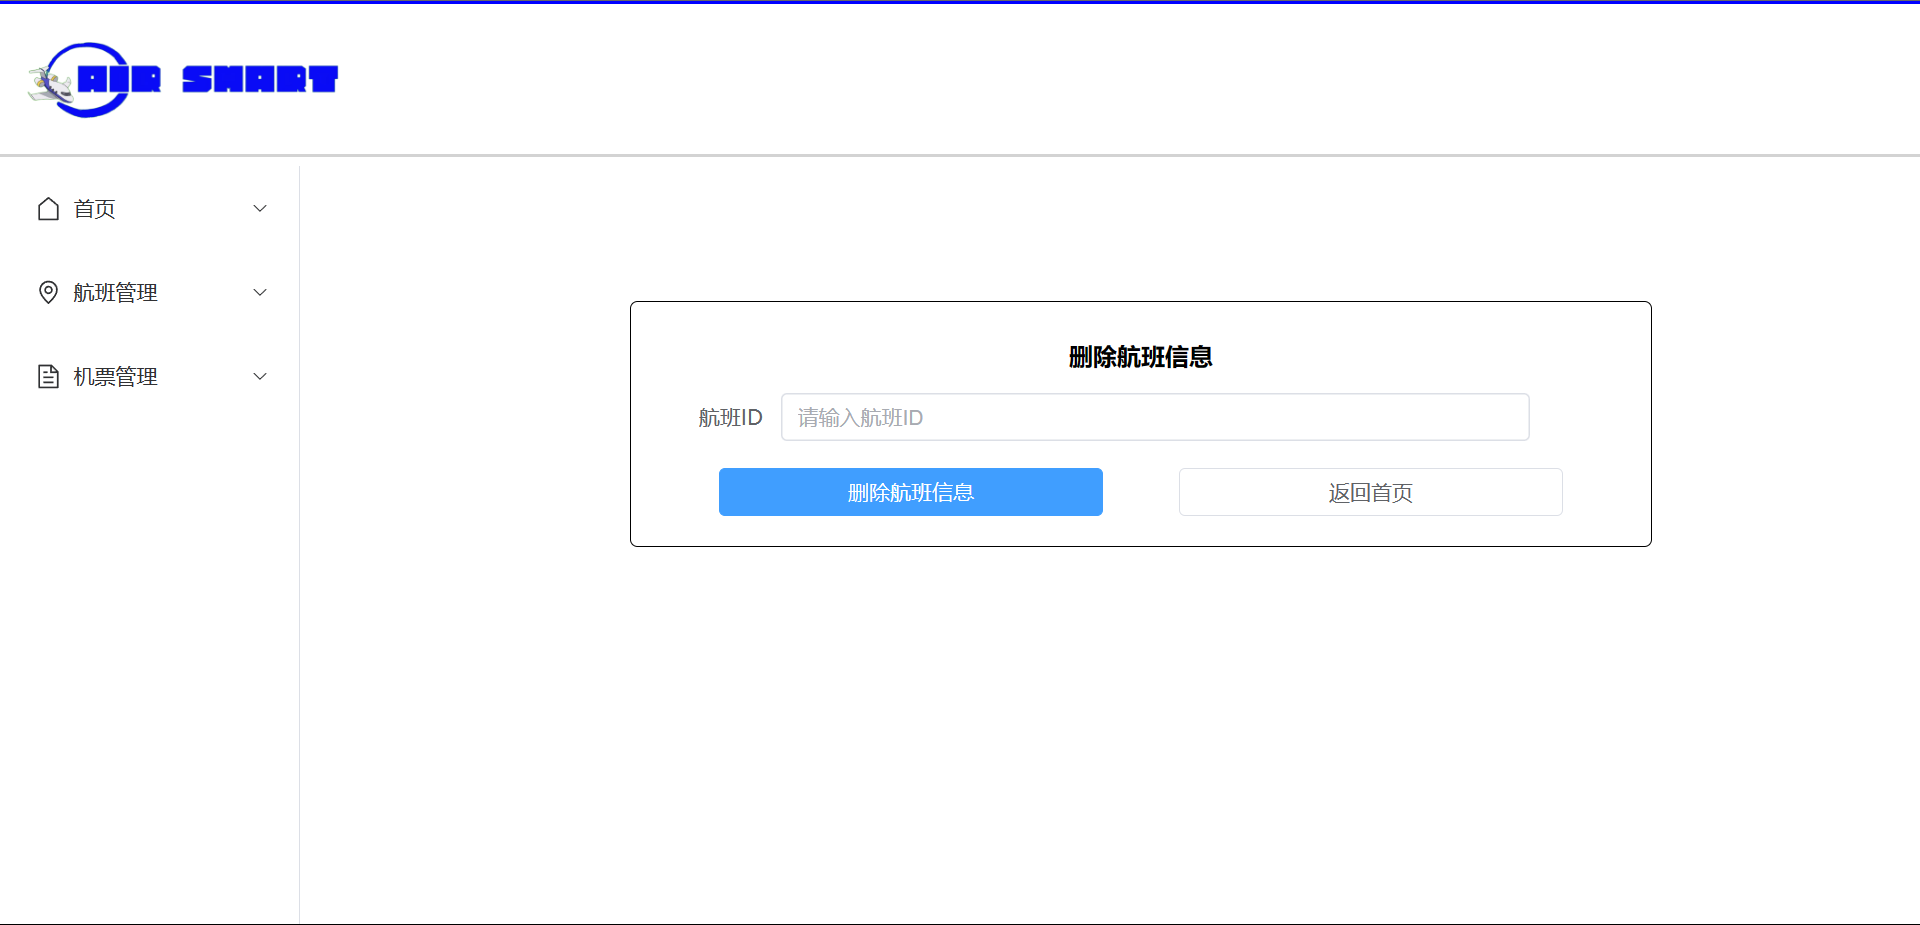 AIR SMART
首页
航班管理
机票管理
删除航班信息
航班ID 请输入航班ID
删除航班信息 返回首页